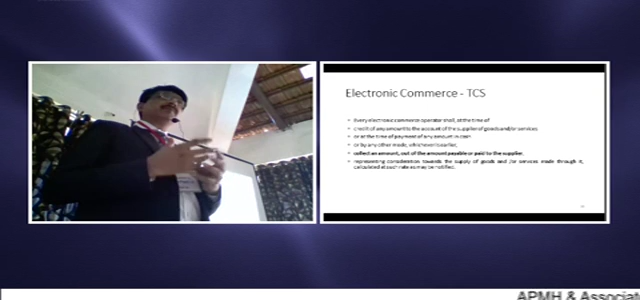 Electronic Commerce - TCS
• Every electronic commerce operator shall, at the time of
• credit of any amount to the account of the supplier of goods and/or services
• or at the time of payment of any amount in cash
• or by any other mode, whichever is earlier,
• collect an amount, out of the amount payable or paid to the supplier,
• representing consideration towards the supply of goods and /or services made through it,
calculated at such rate as may be notified.
APMH & Associat